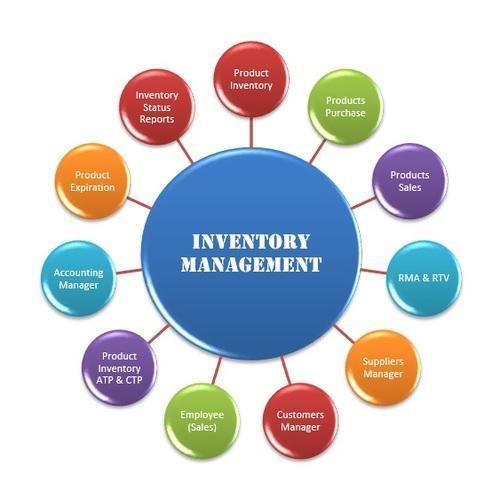 INVENTORY
MANAGEMENT
Product
Inventory
Products
Purchase
Products
Sales
RMA & RTV
Suppliers
Manager
Customers
Manager
Employee
(Sales)
Product
Inventory
ATP & CTP
Accounting
Manager
Product
Expiration
Inventory
Status
Reports